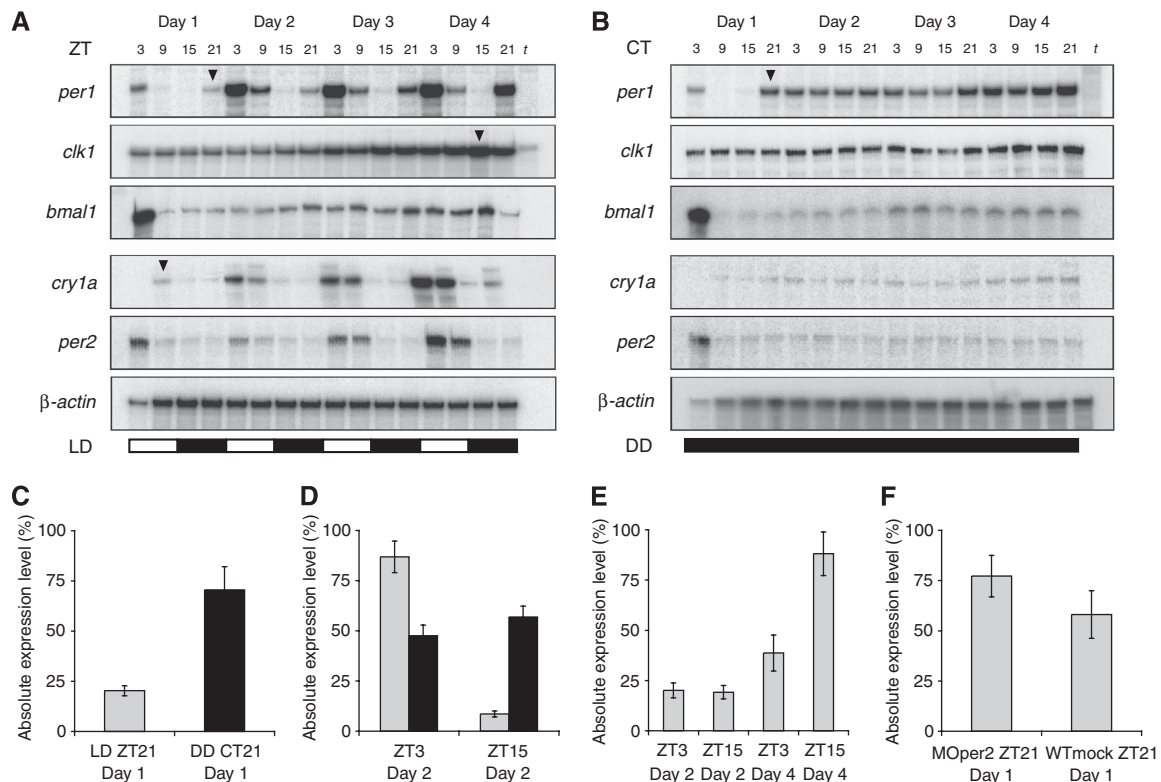 A
Day 1 Day 2 Day 3 Day 4
ZT 3 9 15 21 3 9 15 21 3 9 15 21 3 9 15 21 t
per1
clk1
bmal1
cry1a
per2
β-actin
LD
B
Day 1 Day 2 Day 3 Day 4
CT 3 9 15 21 3 9 15 21 3 9 15 21 3 9 15 21 t
per1
clk1
bmal1
cry1a
per2
β-actin
DD
C
Absolute expression level (%)
100
75
50
25
0
LD ZT21 DD CT21
Day 1 Day 1
D
Absolute expression level (%)
100
75
50
25
0
ZT3 ZT15
Day 2 Day 2
E
Absolute expression level (%)
100
75
50
25
0
ZT3 ZT15 ZT3 ZT15
Day 2 Day 2 Day 4 Day 4
F
Absolute expression level (%)
100
75
50
25
0
MOper2 ZT21 WTmock ZT21
Day 1 Day 1